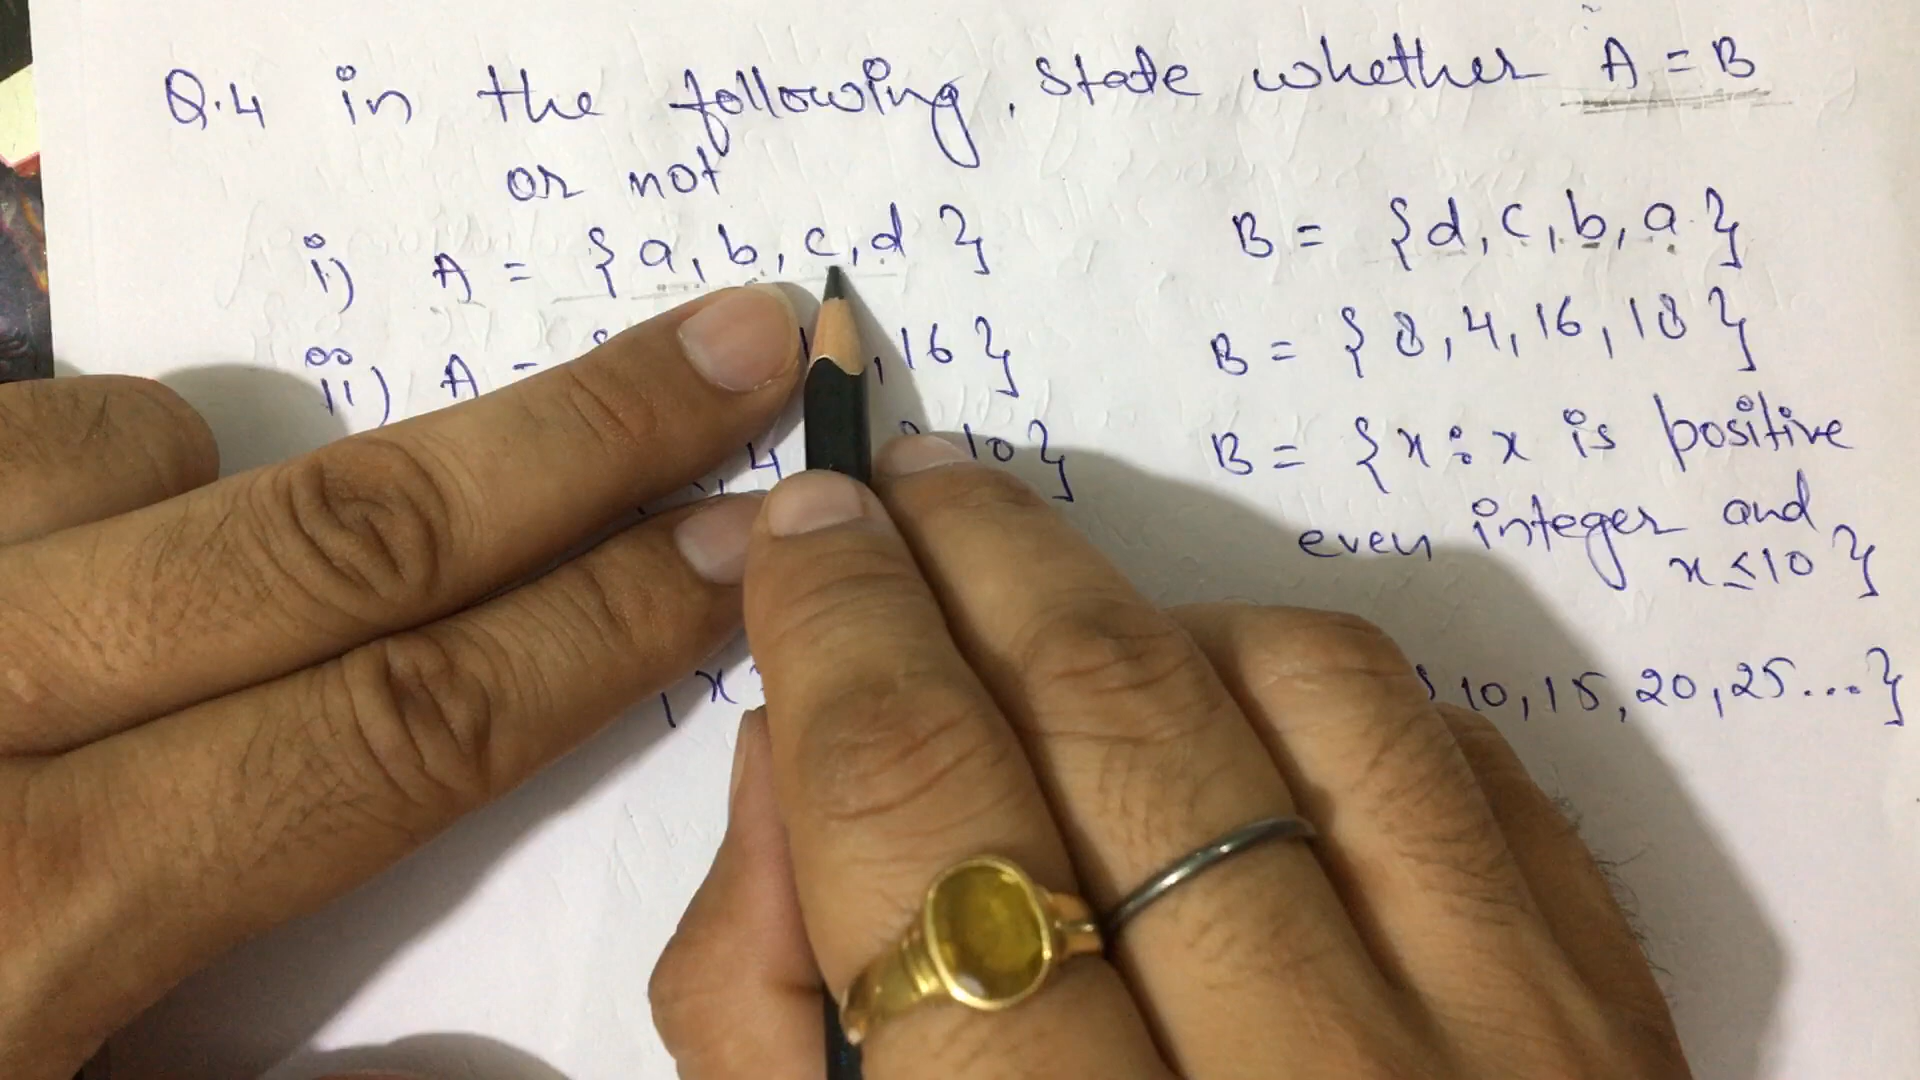 Q.4 in the following, state whether A = B
or not
i) A = {a, b, c, d } B = {d, c, b, a }
ii) A = { , 16 } B = { 8, 4, 16, 18 }
4 10} B = {x : x is positive
even integer and
x ≤ 10 }
, x 10, 15, 20, 25 ... }